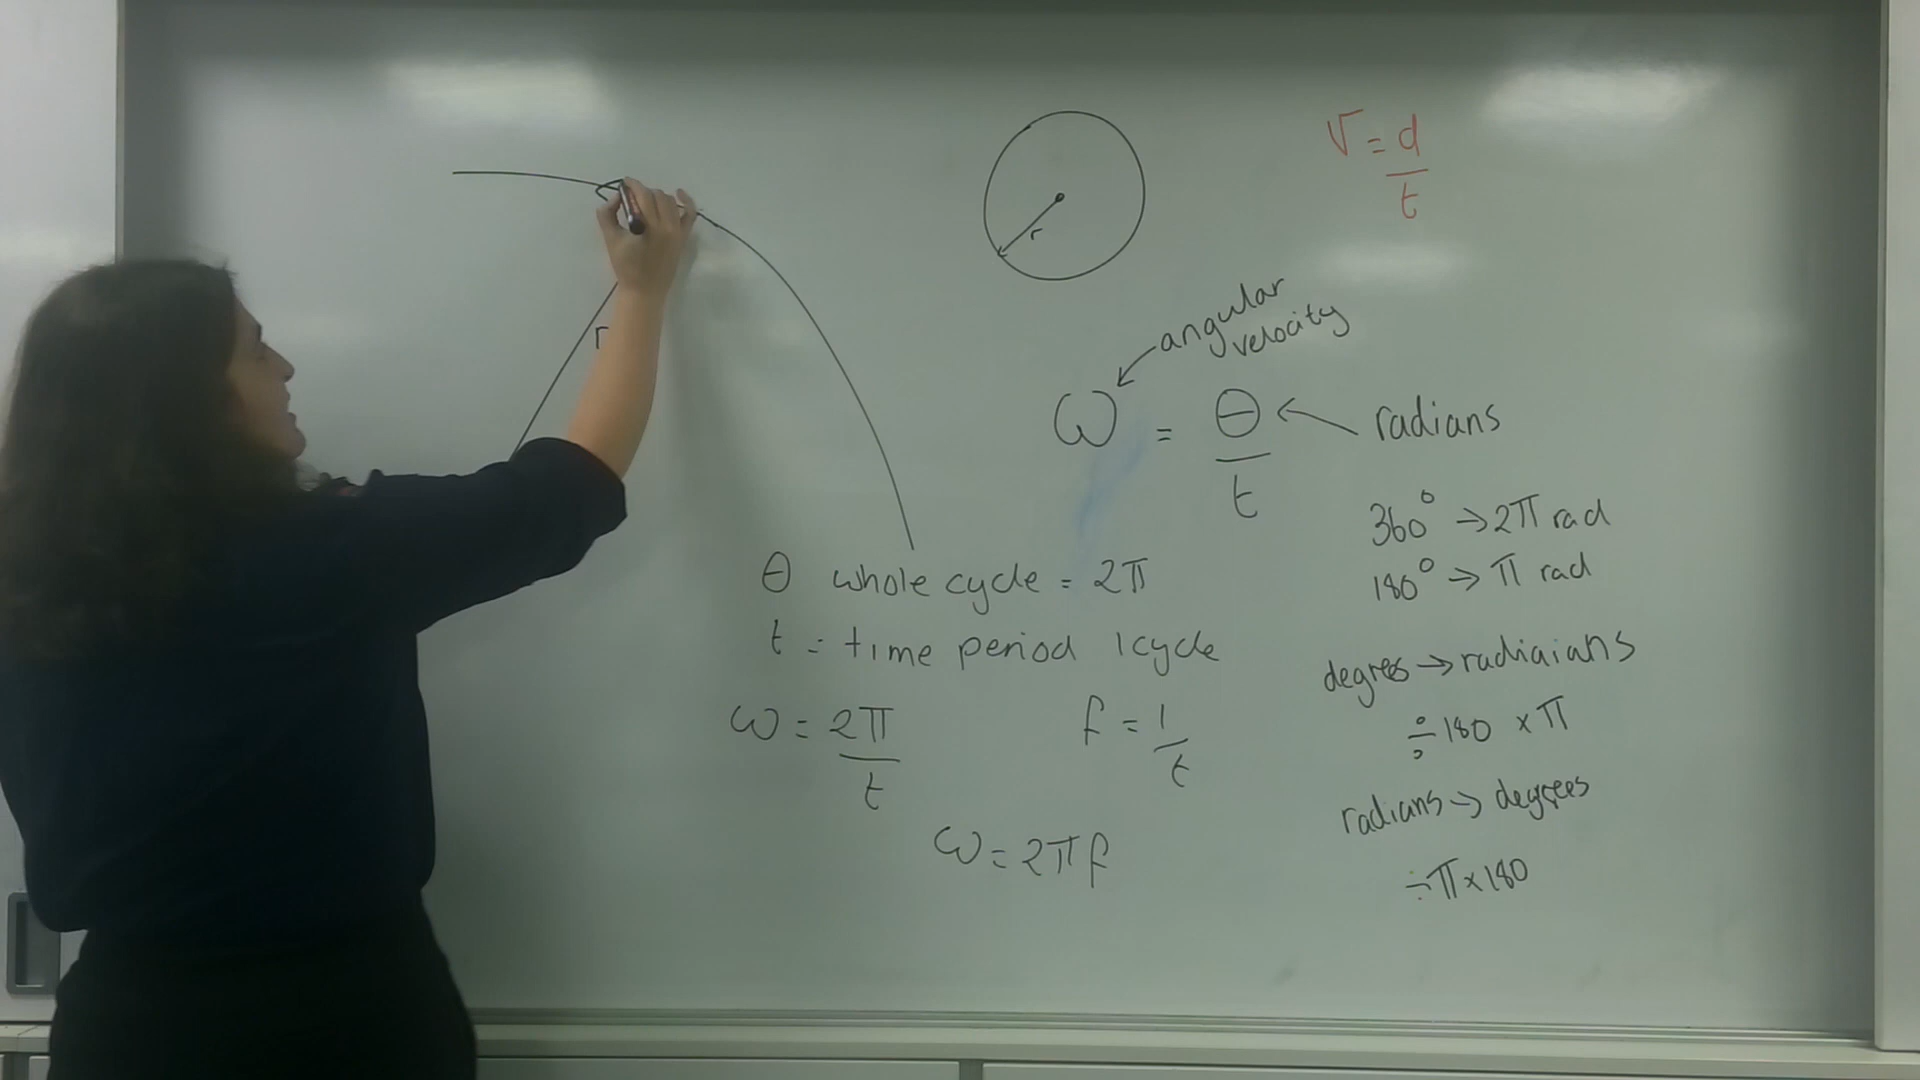 r
r
V = d
t
angular
velocity
ω = θ ← radians
t
360° → 2π rad
180° → π rad
θ whole cycle = 2π
t = time period 1cycle
degrees → radiaians
÷ 180 × π
ω = 2π
t
f = 1
t
radians → degrees
÷ π × 180
ω = 2πf